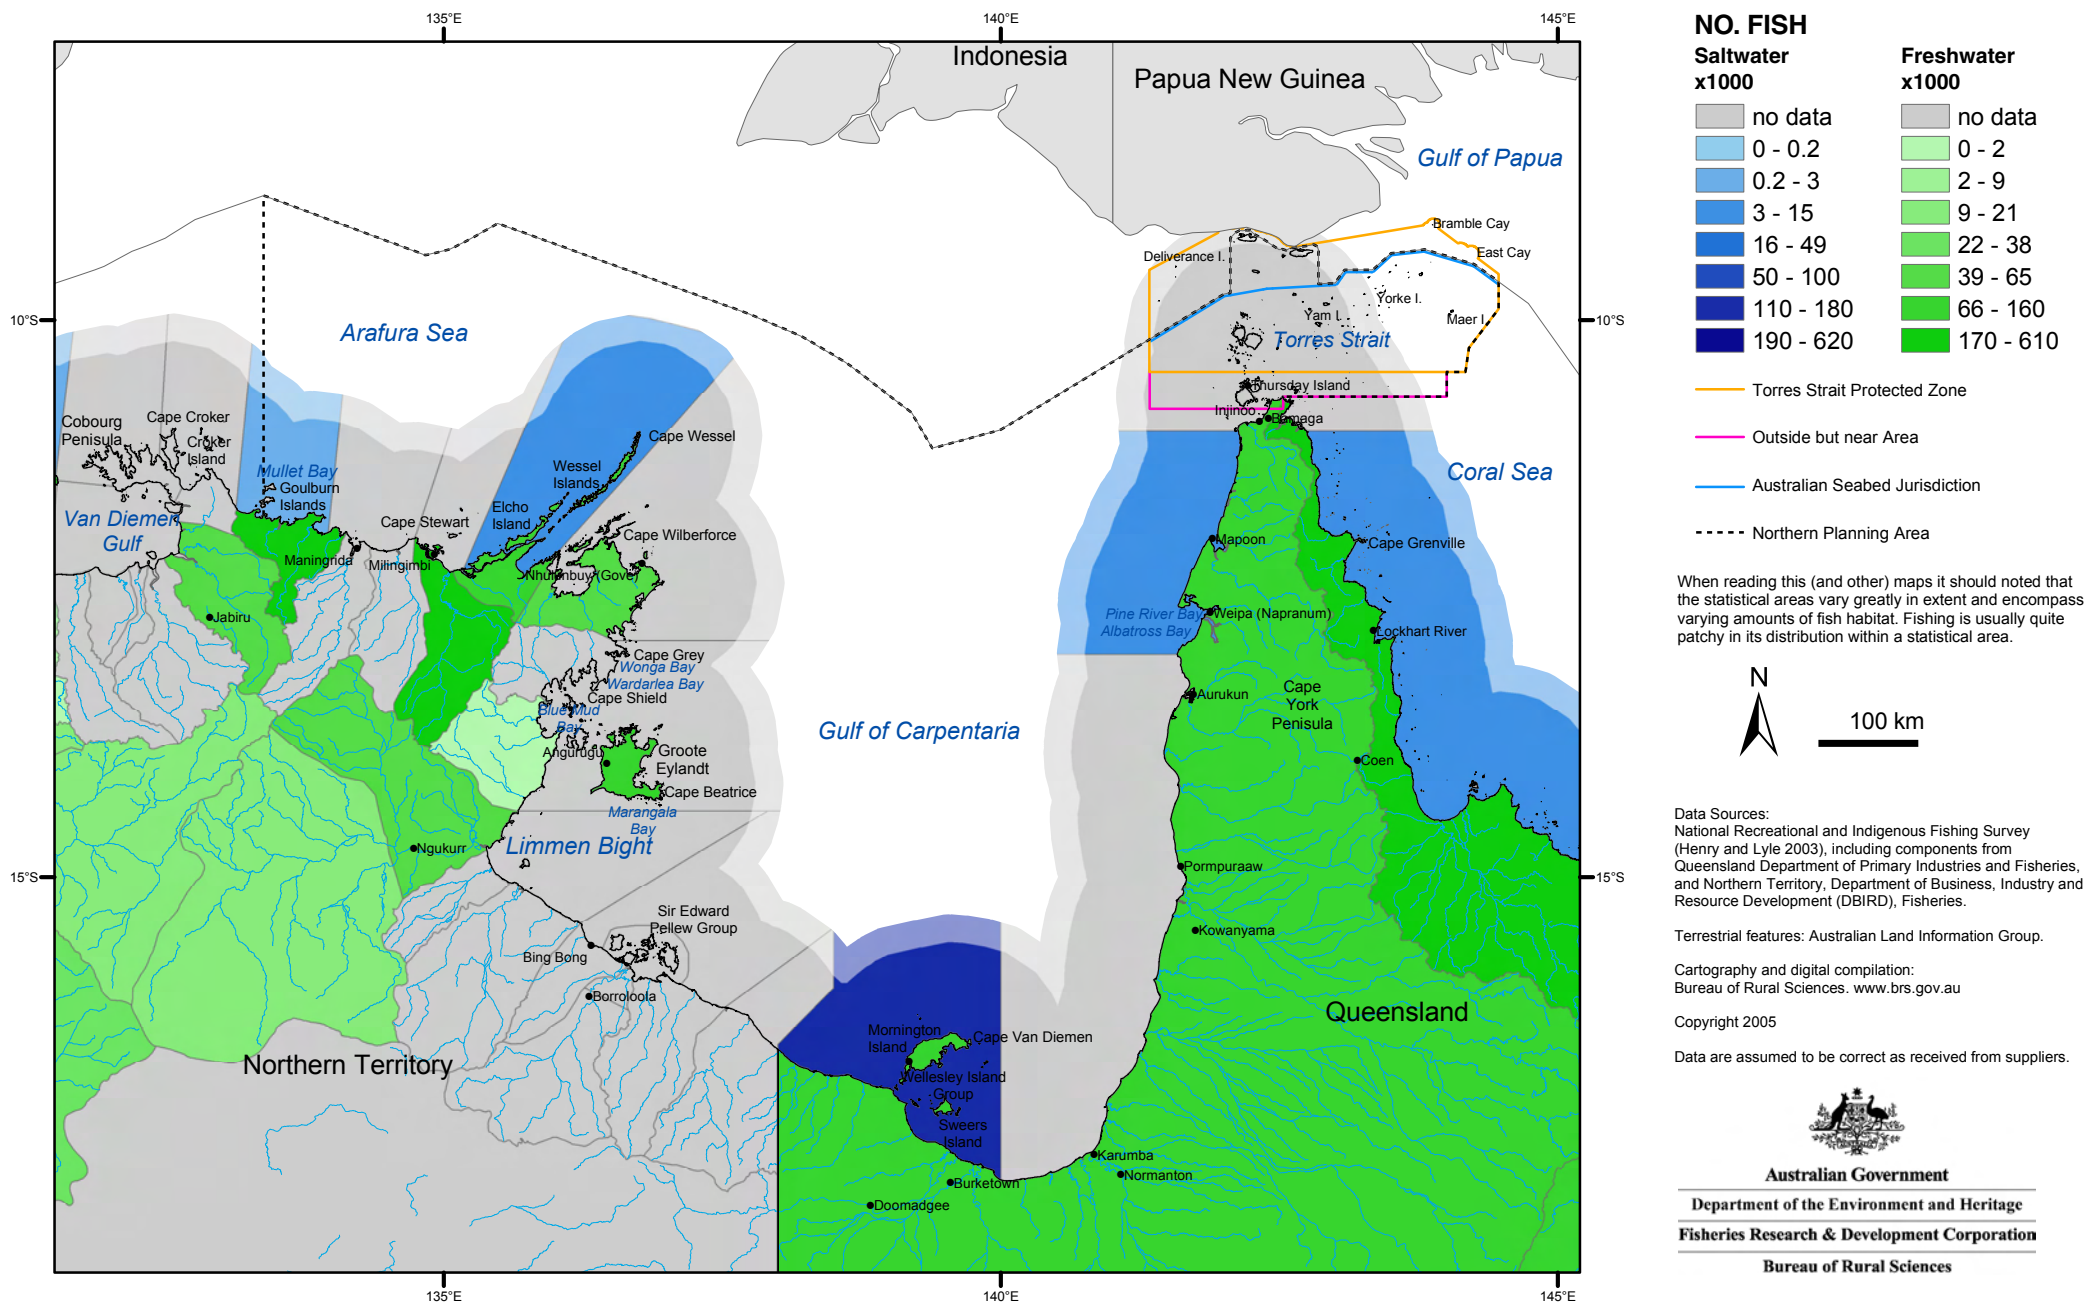 135°E
140°E
145°E
Indonesia
Papua New Guinea
Gulf of Papua
Bramble Cay
East Cay
Deliverance I.
Yorke I.
Maer I.
Yam I.
Torres Strait
10°S
10°S
Arafura Sea
Thursday Island
Injinoo
Bamaga
Cobourg
Penisula
Cape Croker
Croker
Island
Cape Wessel
Wessel
Islands
Coral Sea
Mullet Bay
Goulburn
Islands
Elcho
Island
Van Diemen
Gulf
Cape Stewart
Cape Wilberforce
Maningrida
Milingimbi
Nhulunbuy (Gove)
Mapoon
Cape Grenville
Jabiru
Pine River Bay
Albatross Bay
Weipa (Napranum)
Lockhart River
Cape Grey
Wonga Bay
Wardarlea Bay
Cape Shield
Blue Mud
Bay
Aurukun
Cape
York
Penisula
Gulf of Carpentaria
Angurugu
Groote
Eylandt
Coen
Cape Beatrice
Marangala
Bay
Ngukurr
Limmen Bight
Pormpuraaw
15°S
15°S
Sir Edward
Pellew Group
Kowanyama
Bing Bong
Borroloola
Queensland
Mornington
Island
Cape Van Diemen
Northern Territory
Wellesley Island
Group
Sweers
Island
Karumba
Normanton
Burketown
Doomadgee
135°E
140°E
145°E
NO. FISH
Saltwater
x1000
no data
0 - 0.2
0.2 - 3
3 - 15
16 - 49
50 - 100
110 - 180
190 - 620
Freshwater
x1000
no data
0 - 2
2 - 9
9 - 21
22 - 38
39 - 65
66 - 160
170 - 610
Torres Strait Protected Zone
Outside but near Area
Australian Seabed Jurisdiction
Northern Planning Area
When reading this (and other) maps it should noted that
the statistical areas vary greatly in extent and encompass
varying amounts of fish habitat. Fishing is usually quite
patchy in its distribution within a statistical area.
N
100 km
Data Sources:
National Recreational and Indigenous Fishing Survey
(Henry and Lyle 2003), including components from
Queensland Department of Primary Industries and Fisheries,
and Northern Territory, Department of Business, Industry and
Resource Development (DBIRD), Fisheries.
Terrestrial features: Australian Land Information Group.
Cartography and digital compilation:
Bureau of Rural Sciences. www.brs.gov.au
Copyright 2005
Data are assumed to be correct as received from suppliers.
Australian Government
Department of the Environment and Heritage
Fisheries Research & Development Corporation
Bureau of Rural Sciences